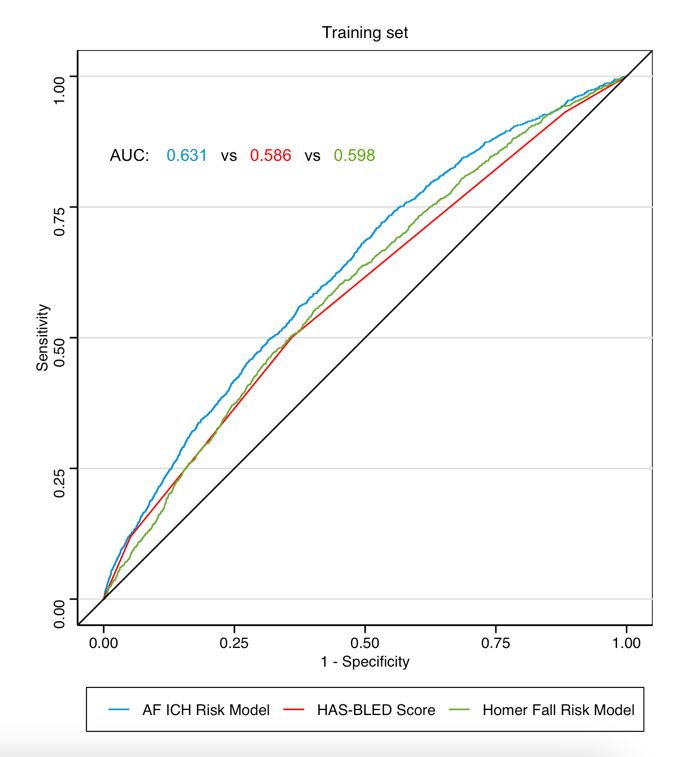 Training set
AUC: 0.631 vs 0.586 vs 0.598
1.00
0.75
0.50
0.25
0.00
Sensitivity
0.00 0.25 0.50 0.75 1.00
1 - Specificity
AF ICH Risk Model HAS-BLED Score Homer Fall Risk Model